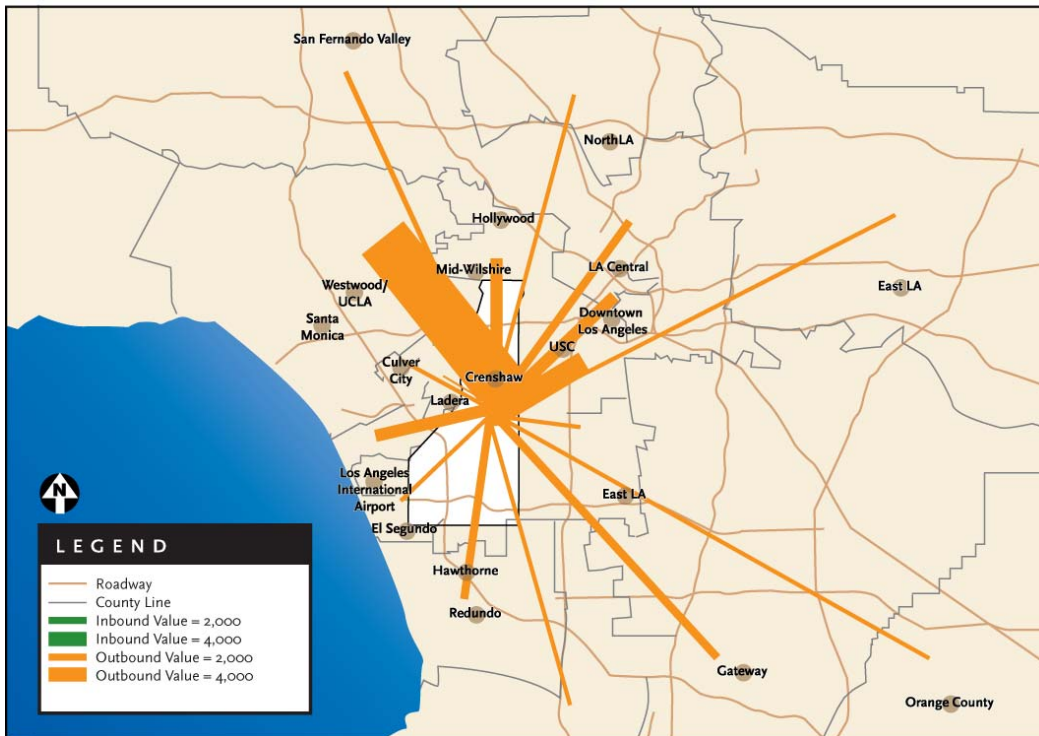 San Fernando Valley
NorthLA
Hollywood
Mid-Wilshire
LA Central
Westwood/
UCLA
East LA
Santa
Monica
Downtown
Los Angeles
USC
Culver
City
Crenshaw
Ladera
Los Angeles
International
Airport
East LA
El Segundo
Hawthorne
Redundo
Gateway
Orange County
N
LEGEND
Roadway
County Line
Inbound Value = 2,000
Inbound Value = 4,000
Outbound Value = 2,000
Outbound Value = 4,000